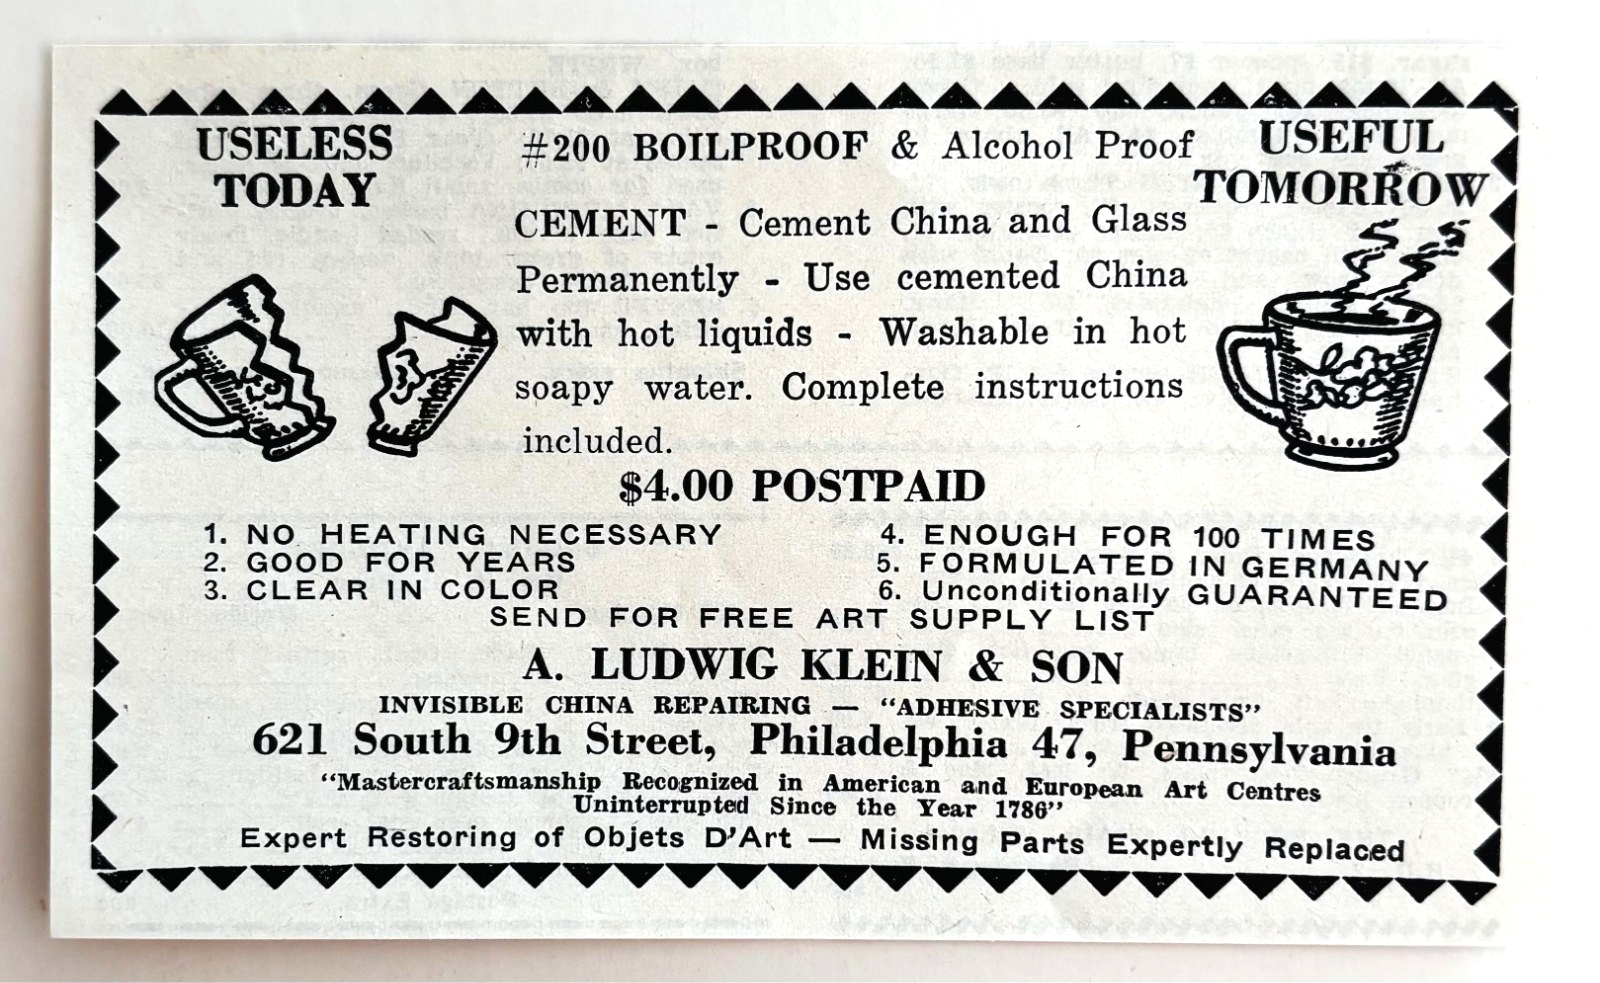 USELESS
TODAY
#200 BOILPROOF & Alcohol Proof
CEMENT - Cement China and Glass
Permanently - Use cemented China
with hot liquids - Washable in hot
soapy water. Complete instructions
included.
USEFUL
TOMORROW
$4.00 POSTPAID
1. NO HEATING NECESSARY
2. GOOD FOR YEARS
3. CLEAR IN COLOR
4. ENOUGH FOR 100 TIMES
5. FORMULATED IN GERMANY
6. Unconditionally GUARANTEED
SEND FOR FREE ART SUPPLY LIST
A. LUDWIG KLEIN & SON
INVISIBLE CHINA REPAIRING — "ADHESIVE SPECIALISTS"
621 South 9th Street, Philadelphia 47, Pennsylvania
"Mastercraftsmanship Recognized in American and European Art Centres
Uninterrupted Since the Year 1786"
Expert Restoring of Objets D'Art — Missing Parts Expertly Replaced